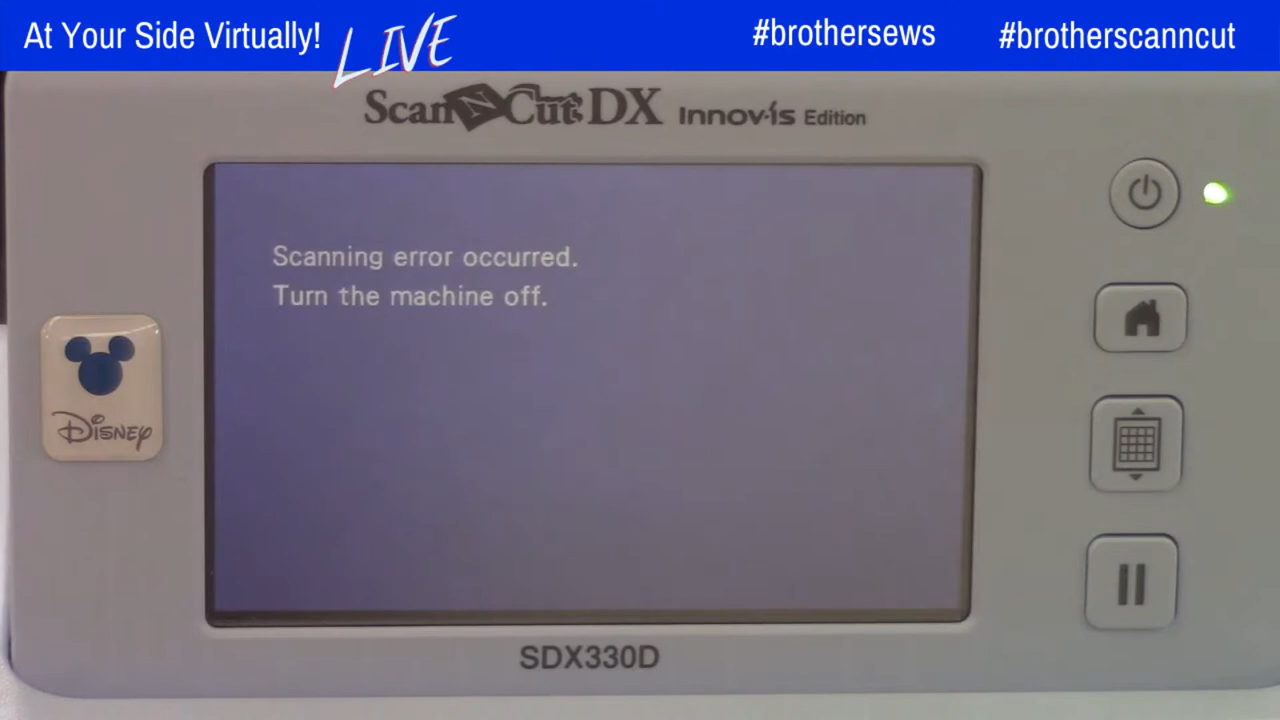 At Your Side Virtually! LIVE #brothersews #brotherscanncut
ScanNCut DX Innov-ís Edition
Scanning error occurred.
Turn the machine off.
Disney
SDX330D